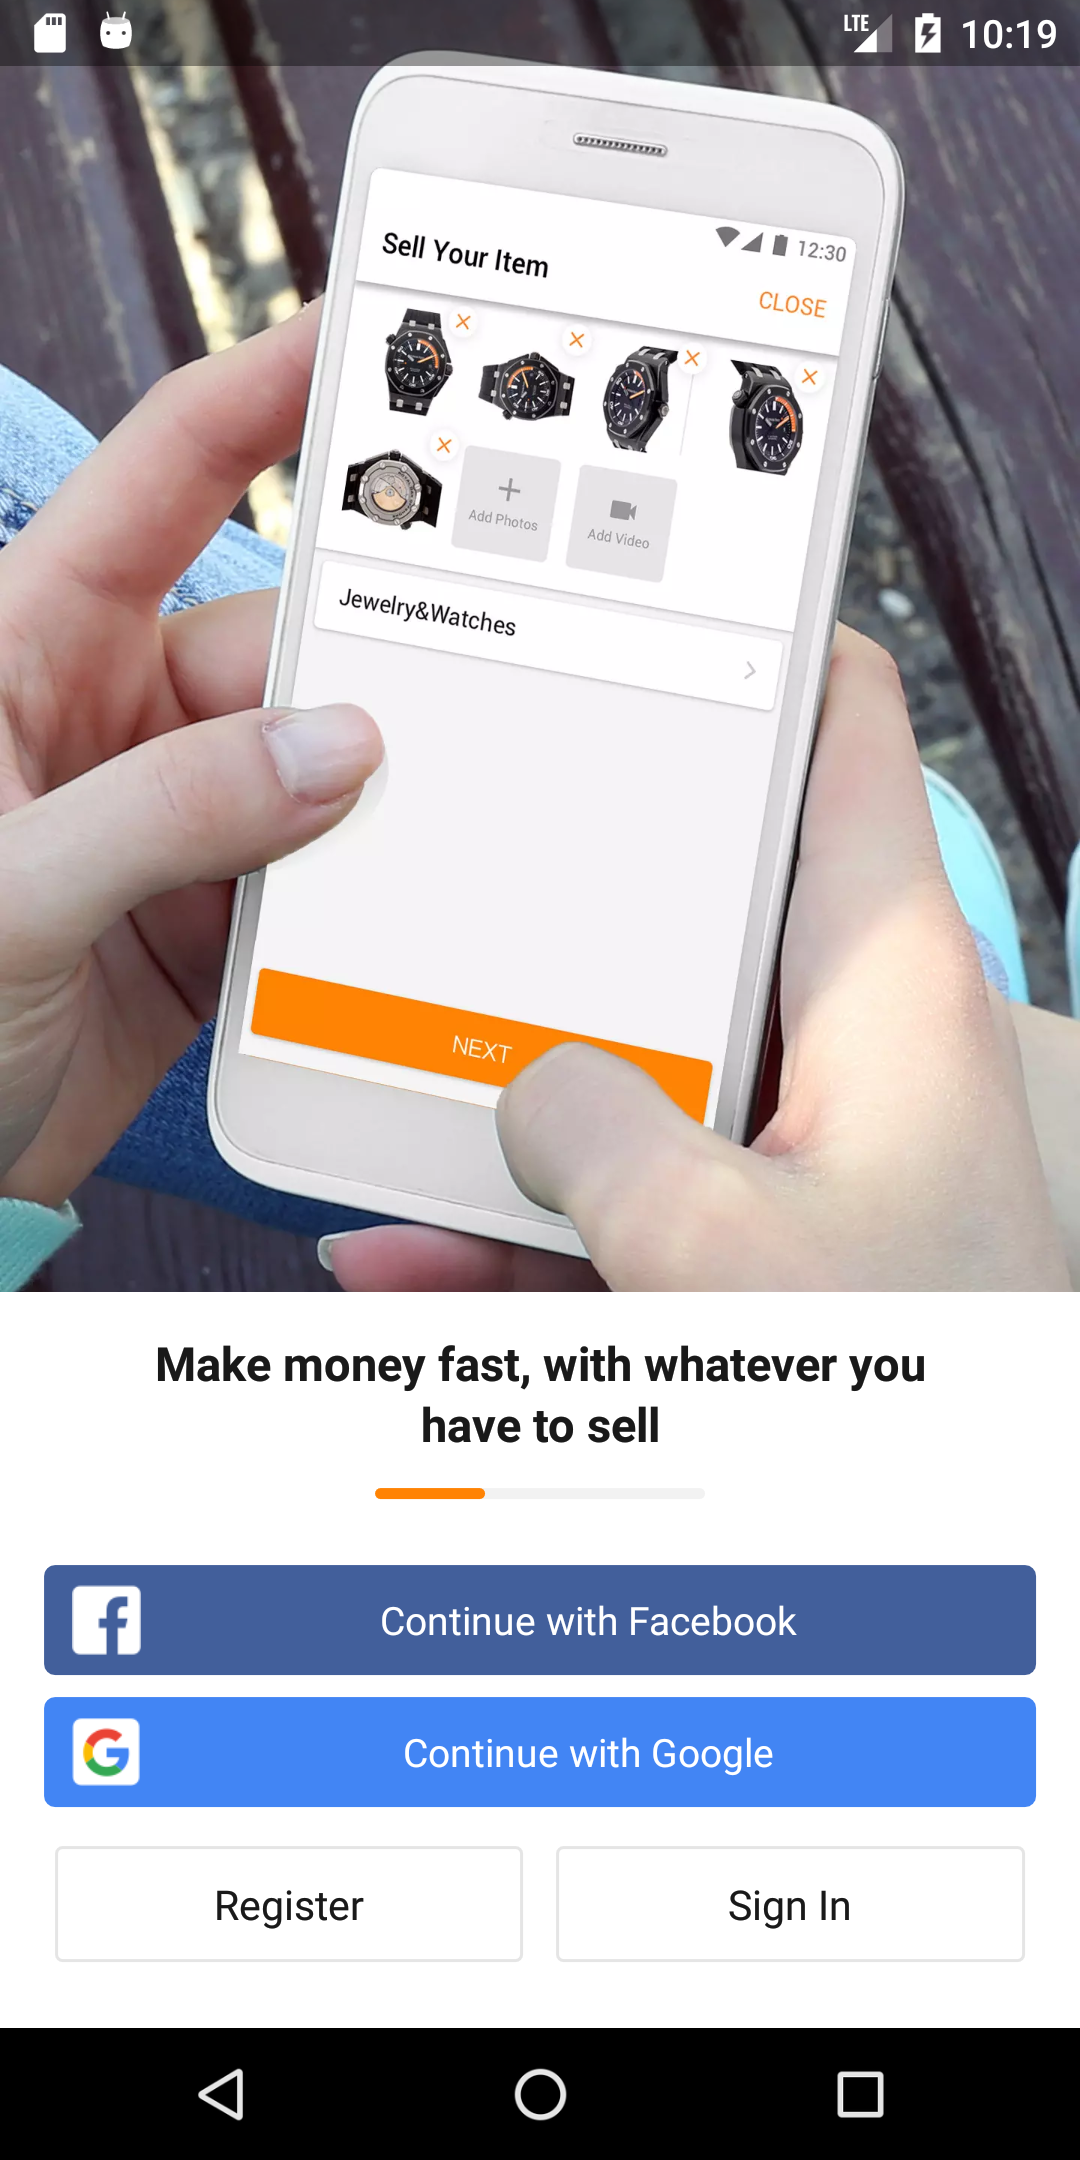 LTE 10:19
12:30
Sell Your Item
CLOSE
Add Photos
Add Video
Jewelry&Watches
NEXT
Make money fast, with whatever you
have to sell
Continue with Facebook
Continue with Google
Register
Sign In